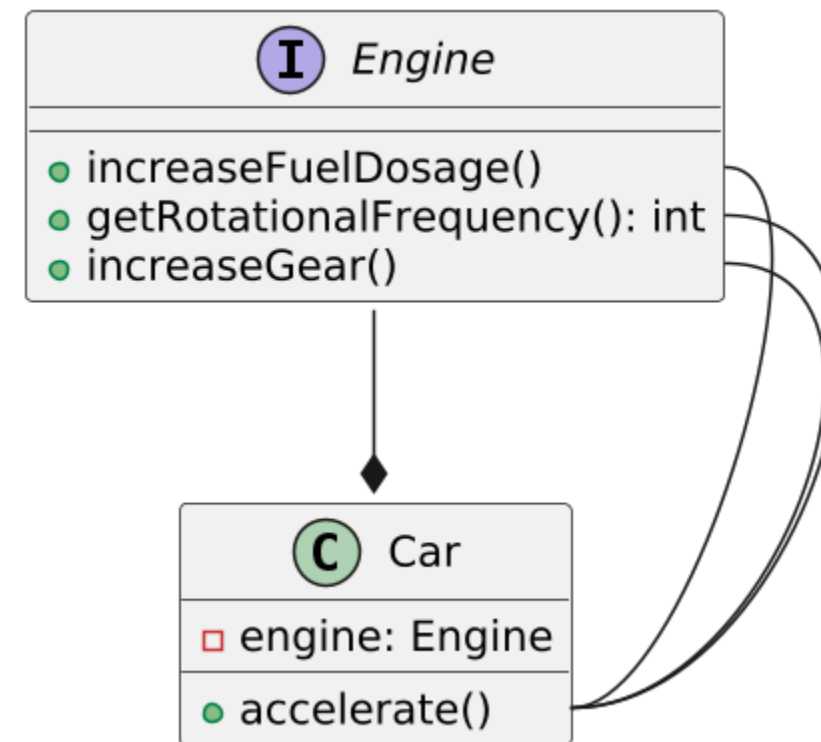 I Engine
increaseFuelDosage()
getRotationalFrequency(): int
increaseGear()
C Car
engine: Engine
accelerate()